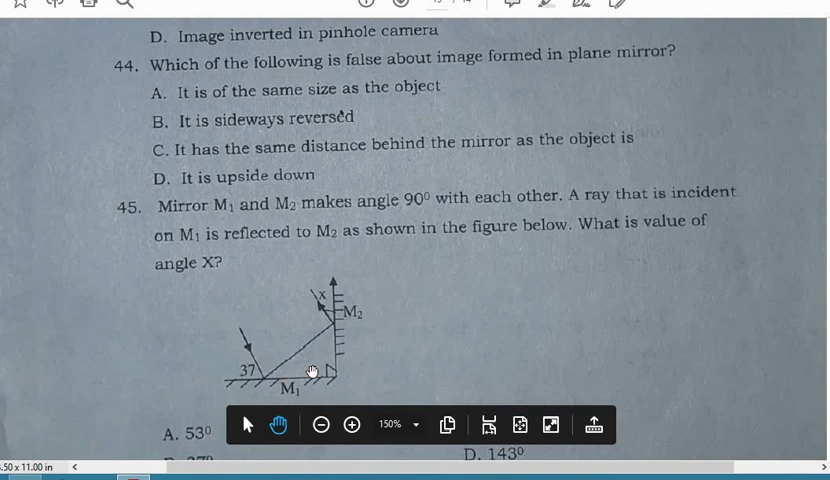 D. Image inverted in pinhole camera
44. Which of the following is false about image formed in plane mirror?
A. It is of the same size as the object
B. It is sideways reversed
C. It has the same distance behind the mirror as the object is
D. It is upside down
45. Mirror M₁ and M₂ makes angle 90⁰ with each other. A ray that is incident
on M₁ is reflected to M₂ as shown in the figure below. What is value of
angle X?
x
M₂
37
M₁
150%
A. 53⁰
D. 143⁰
.50 x 11.00 in